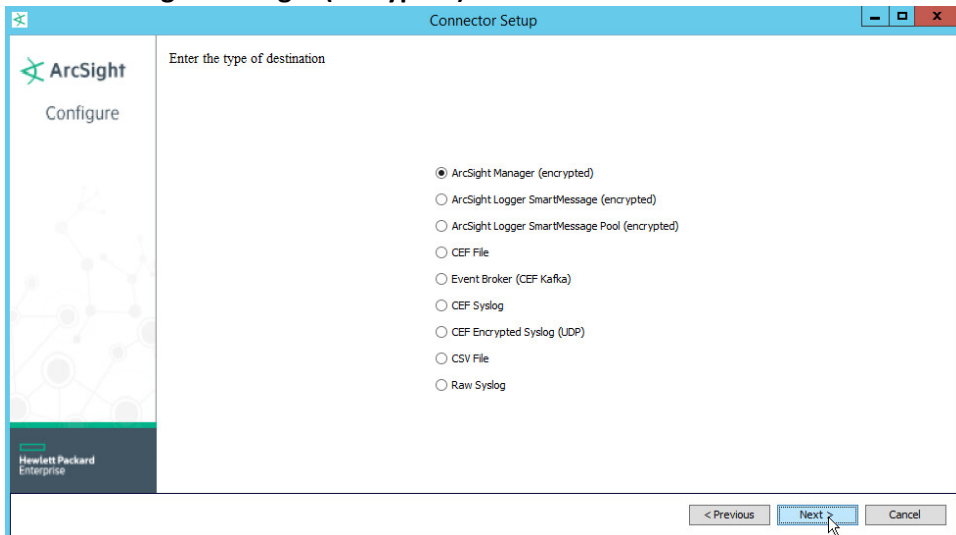 Connector Setup
ArcSight
Configure
Enter the type of destination
ArcSight Manager (encrypted)
ArcSight Logger SmartMessage (encrypted)
ArcSight Logger SmartMessage Pool (encrypted)
CEF File
Event Broker (CEF Kafka)
CEF Syslog
CEF Encrypted Syslog (UDP)
CSV File
Raw Syslog
Hewlett Packard
Enterprise
< Previous
Next >
Cancel